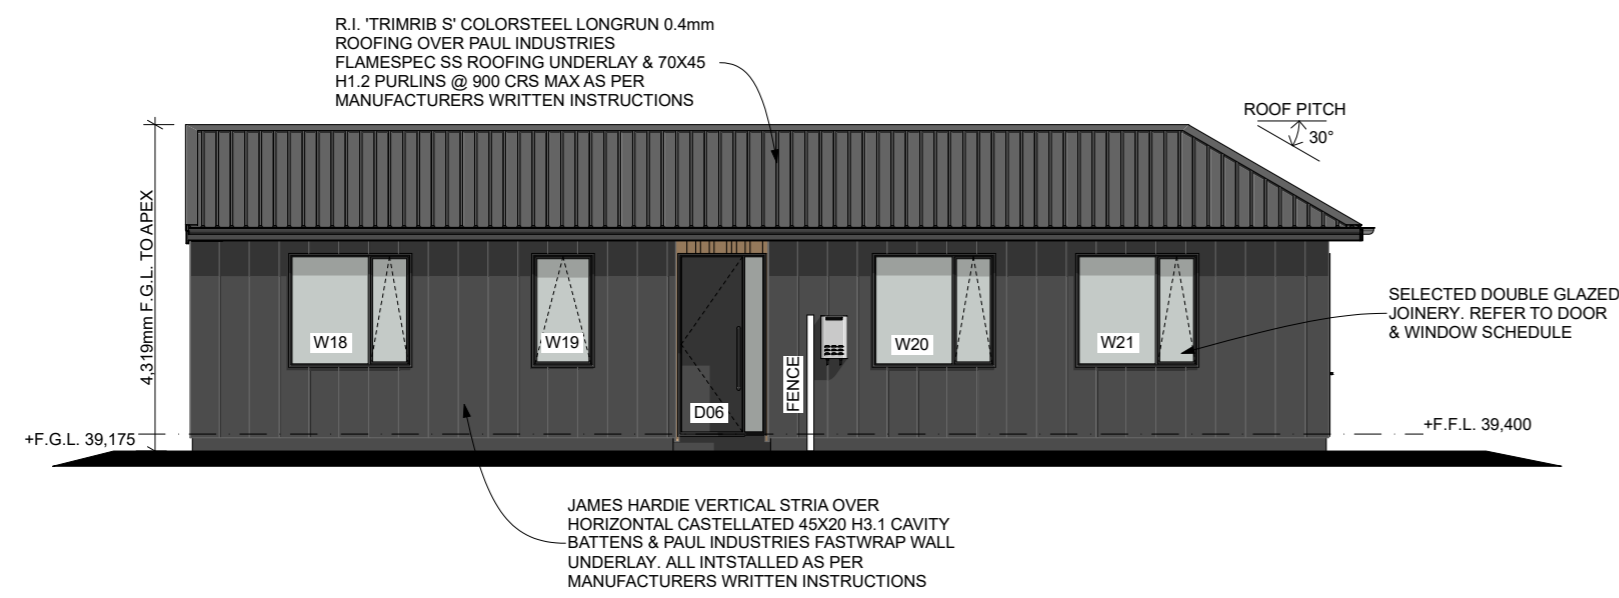 R.I. 'TRIMRIB S' COLORSTEEL LONGRUN 0.4mm
ROOFING OVER PAUL INDUSTRIES
FLAMESPEC SS ROOFING UNDERLAY & 70X45
H1.2 PURLINS @ 900 CRS MAX AS PER
MANUFACTURERS WRITTEN INSTRUCTIONS
ROOF PITCH
30°
4,319mm F.G.L. TO APEX
SELECTED DOUBLE GLAZED
JOINERY. REFER TO DOOR
& WINDOW SCHEDULE
W18
W19
W20
W21
FENCE
D06
+F.G.L. 39,175
+F.F.L. 39,400
JAMES HARDIE VERTICAL STRIA OVER
HORIZONTAL CASTELLATED 45X20 H3.1 CAVITY
BATTENS & PAUL INDUSTRIES FASTWRAP WALL
UNDERLAY. ALL INTSTALLED AS PER
MANUFACTURERS WRITTEN INSTRUCTIONS